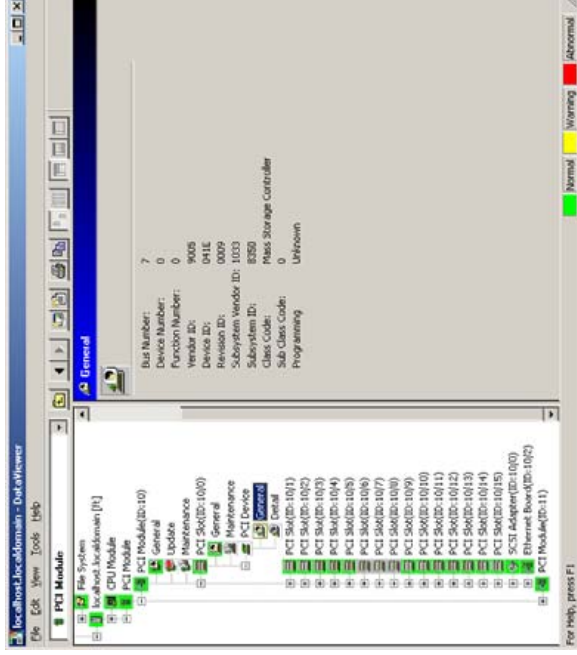 localhost.localdomain - DataViewer
File Edit View Tools Help
PCI Module
File System
localhost.localdomain [ft]
CPU Module
PCI Module
PCI Module(ID:10)
General
Update
Maintenance
PCI Slot(ID:10/0)
General
Maintenance
PCI Device
General
Detail
PCI Slot(ID:10/1)
PCI Slot(ID:10/2)
PCI Slot(ID:10/3)
PCI Slot(ID:10/4)
PCI Slot(ID:10/5)
PCI Slot(ID:10/6)
PCI Slot(ID:10/7)
PCI Slot(ID:10/8)
PCI Slot(ID:10/9)
PCI Slot(ID:10/10)
PCI Slot(ID:10/11)
PCI Slot(ID:10/12)
PCI Slot(ID:10/13)
PCI Slot(ID:10/14)
PCI Slot(ID:10/15)
SCSI Adapter(ID:10/0)
Ethernet Board(ID:10/2)
PCI Module(ID:11)
General
Bus Number: 7
Device Number: 0
Function Number: 0
Vendor ID: 9005
Device ID: 041E
Revision ID: 0009
Subsystem Vendor ID: 1033
Subsystem ID: 8350
Class Code: Mass Storage Controller
Sub Class Code: 0
Programming Unknown
For Help, press F1
Normal Warning Abnormal